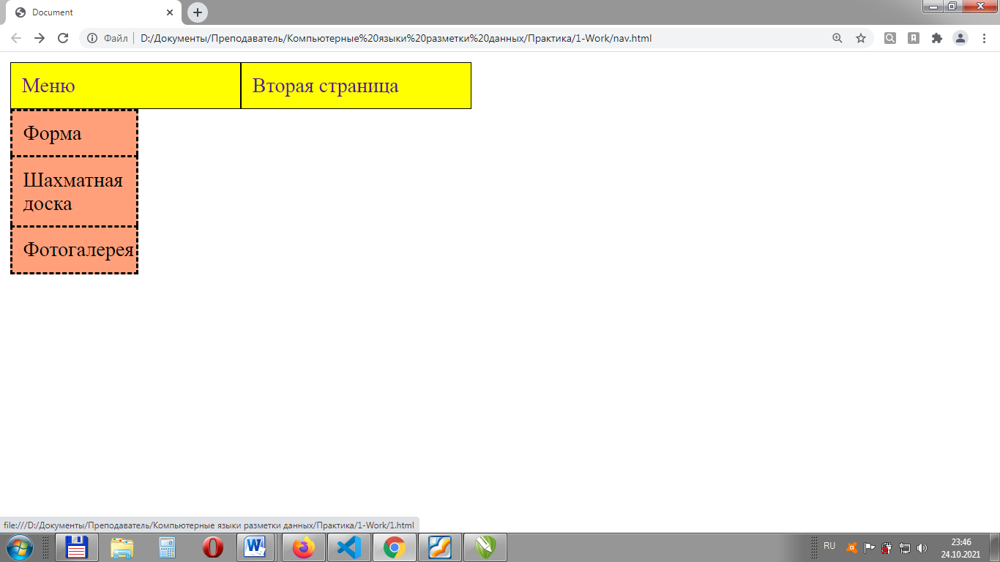 Document
Файл
D:/Документы/Преподаватель/Компьютерные%20языки%20разметки%20данных/Практика/1-Work/nav.html
Меню
Вторая страница
Форма
Шахматная
доска
Фотогалерея
file:///D:/Документы/Преподаватель/Компьютерные языки разметки данных/Практика/1-Work/1.html
RU
23:46
24.10.2021